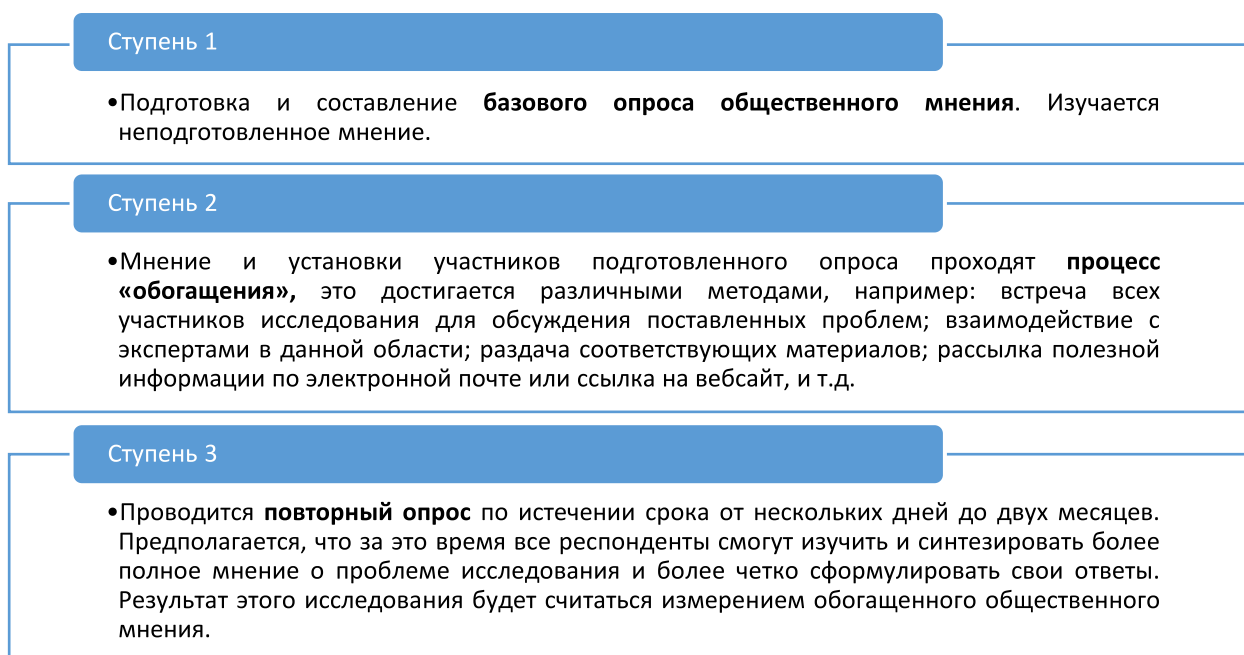 Ступень 1
•Подготовка и составление базового опроса общественного мнения. Изучается
неподготовленное мнение.
Ступень 2
•Мнение и установки участников подготовленного опроса проходят процесс
«обогащения», это достигается различными методами, например: встреча всех
участников исследования для обсуждения поставленных проблем; взаимодействие с
экспертами в данной области; раздача соответствующих материалов; рассылка полезной
информации по электронной почте или ссылка на вебсайт, и т.д.
Ступень 3
•Проводится повторный опрос по истечении срока от нескольких дней до двух месяцев.
Предполагается, что за это время все респонденты смогут изучить и синтезировать более
полное мнение о проблеме исследования и более четко сформулировать свои ответы.
Результат этого исследования будет считаться измерением обогащенного общественного
мнения.